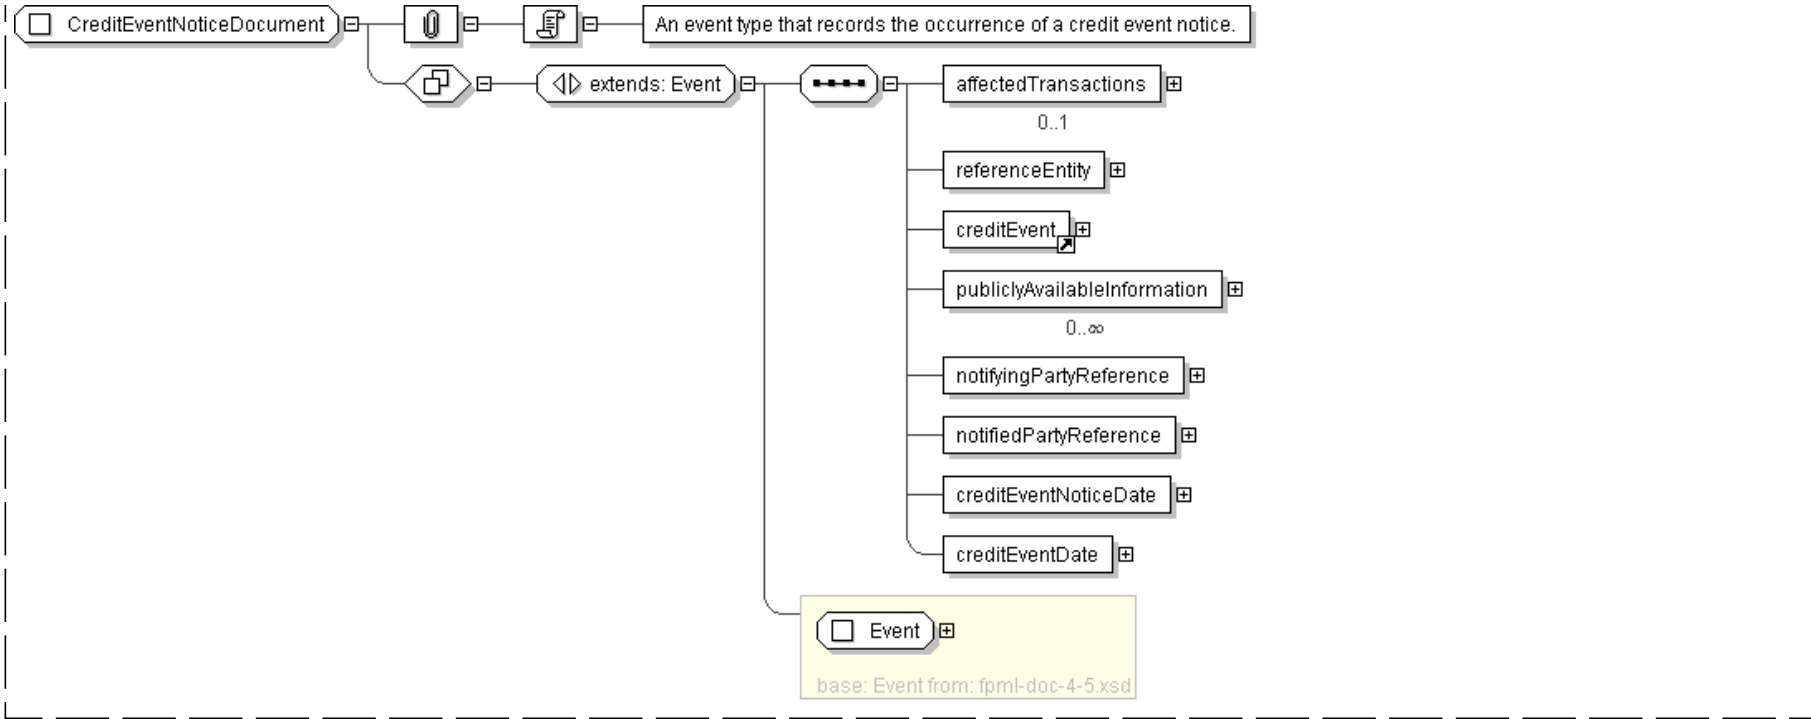 CreditEventNoticeDocument
An event type that records the occurrence of a credit event notice.
extends: Event
affectedTransactions
0..1
referenceEntity
creditEvent
publiclyAvailableInformation
0..∞
notifyingPartyReference
notifiedPartyReference
creditEventNoticeDate
creditEventDate
Event
base: Event from: fpml-doc-4-5.xsd